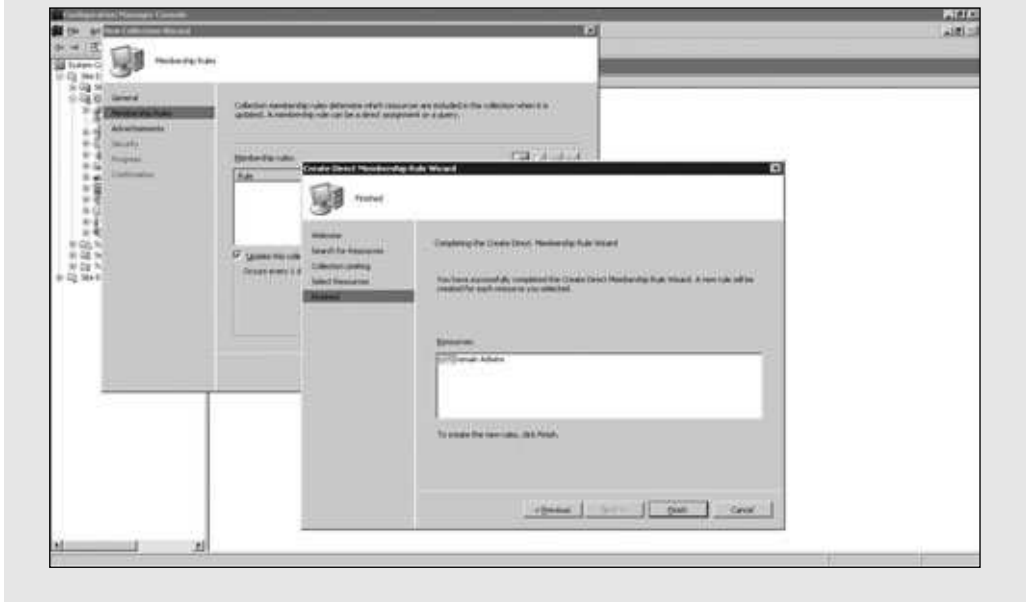 Configuration Manager Console
New Collection Wizard
Membership Rules
General
Membership Rules
Advertisements
Security
Progress
Confirmation
Collection membership rules determine which resources are included in the collection when it is
updated. A membership rule can be a direct assignment or a query.
Membership rules:
Rule
Update this
Occurs every 1
Create Direct Membership Rule Wizard
Finished
Welcome
Search for Resources
Collection Limiting
Select Resources
Finished
Completing the Create Direct Membership Rule Wizard
You have successfully completed the Create Direct Membership Rule Wizard. A new rule will be
created for each resource you selected.
Resources:
Domain Admins
To create the new rules, click Finish.
< Previous
Next >
Finish
Cancel